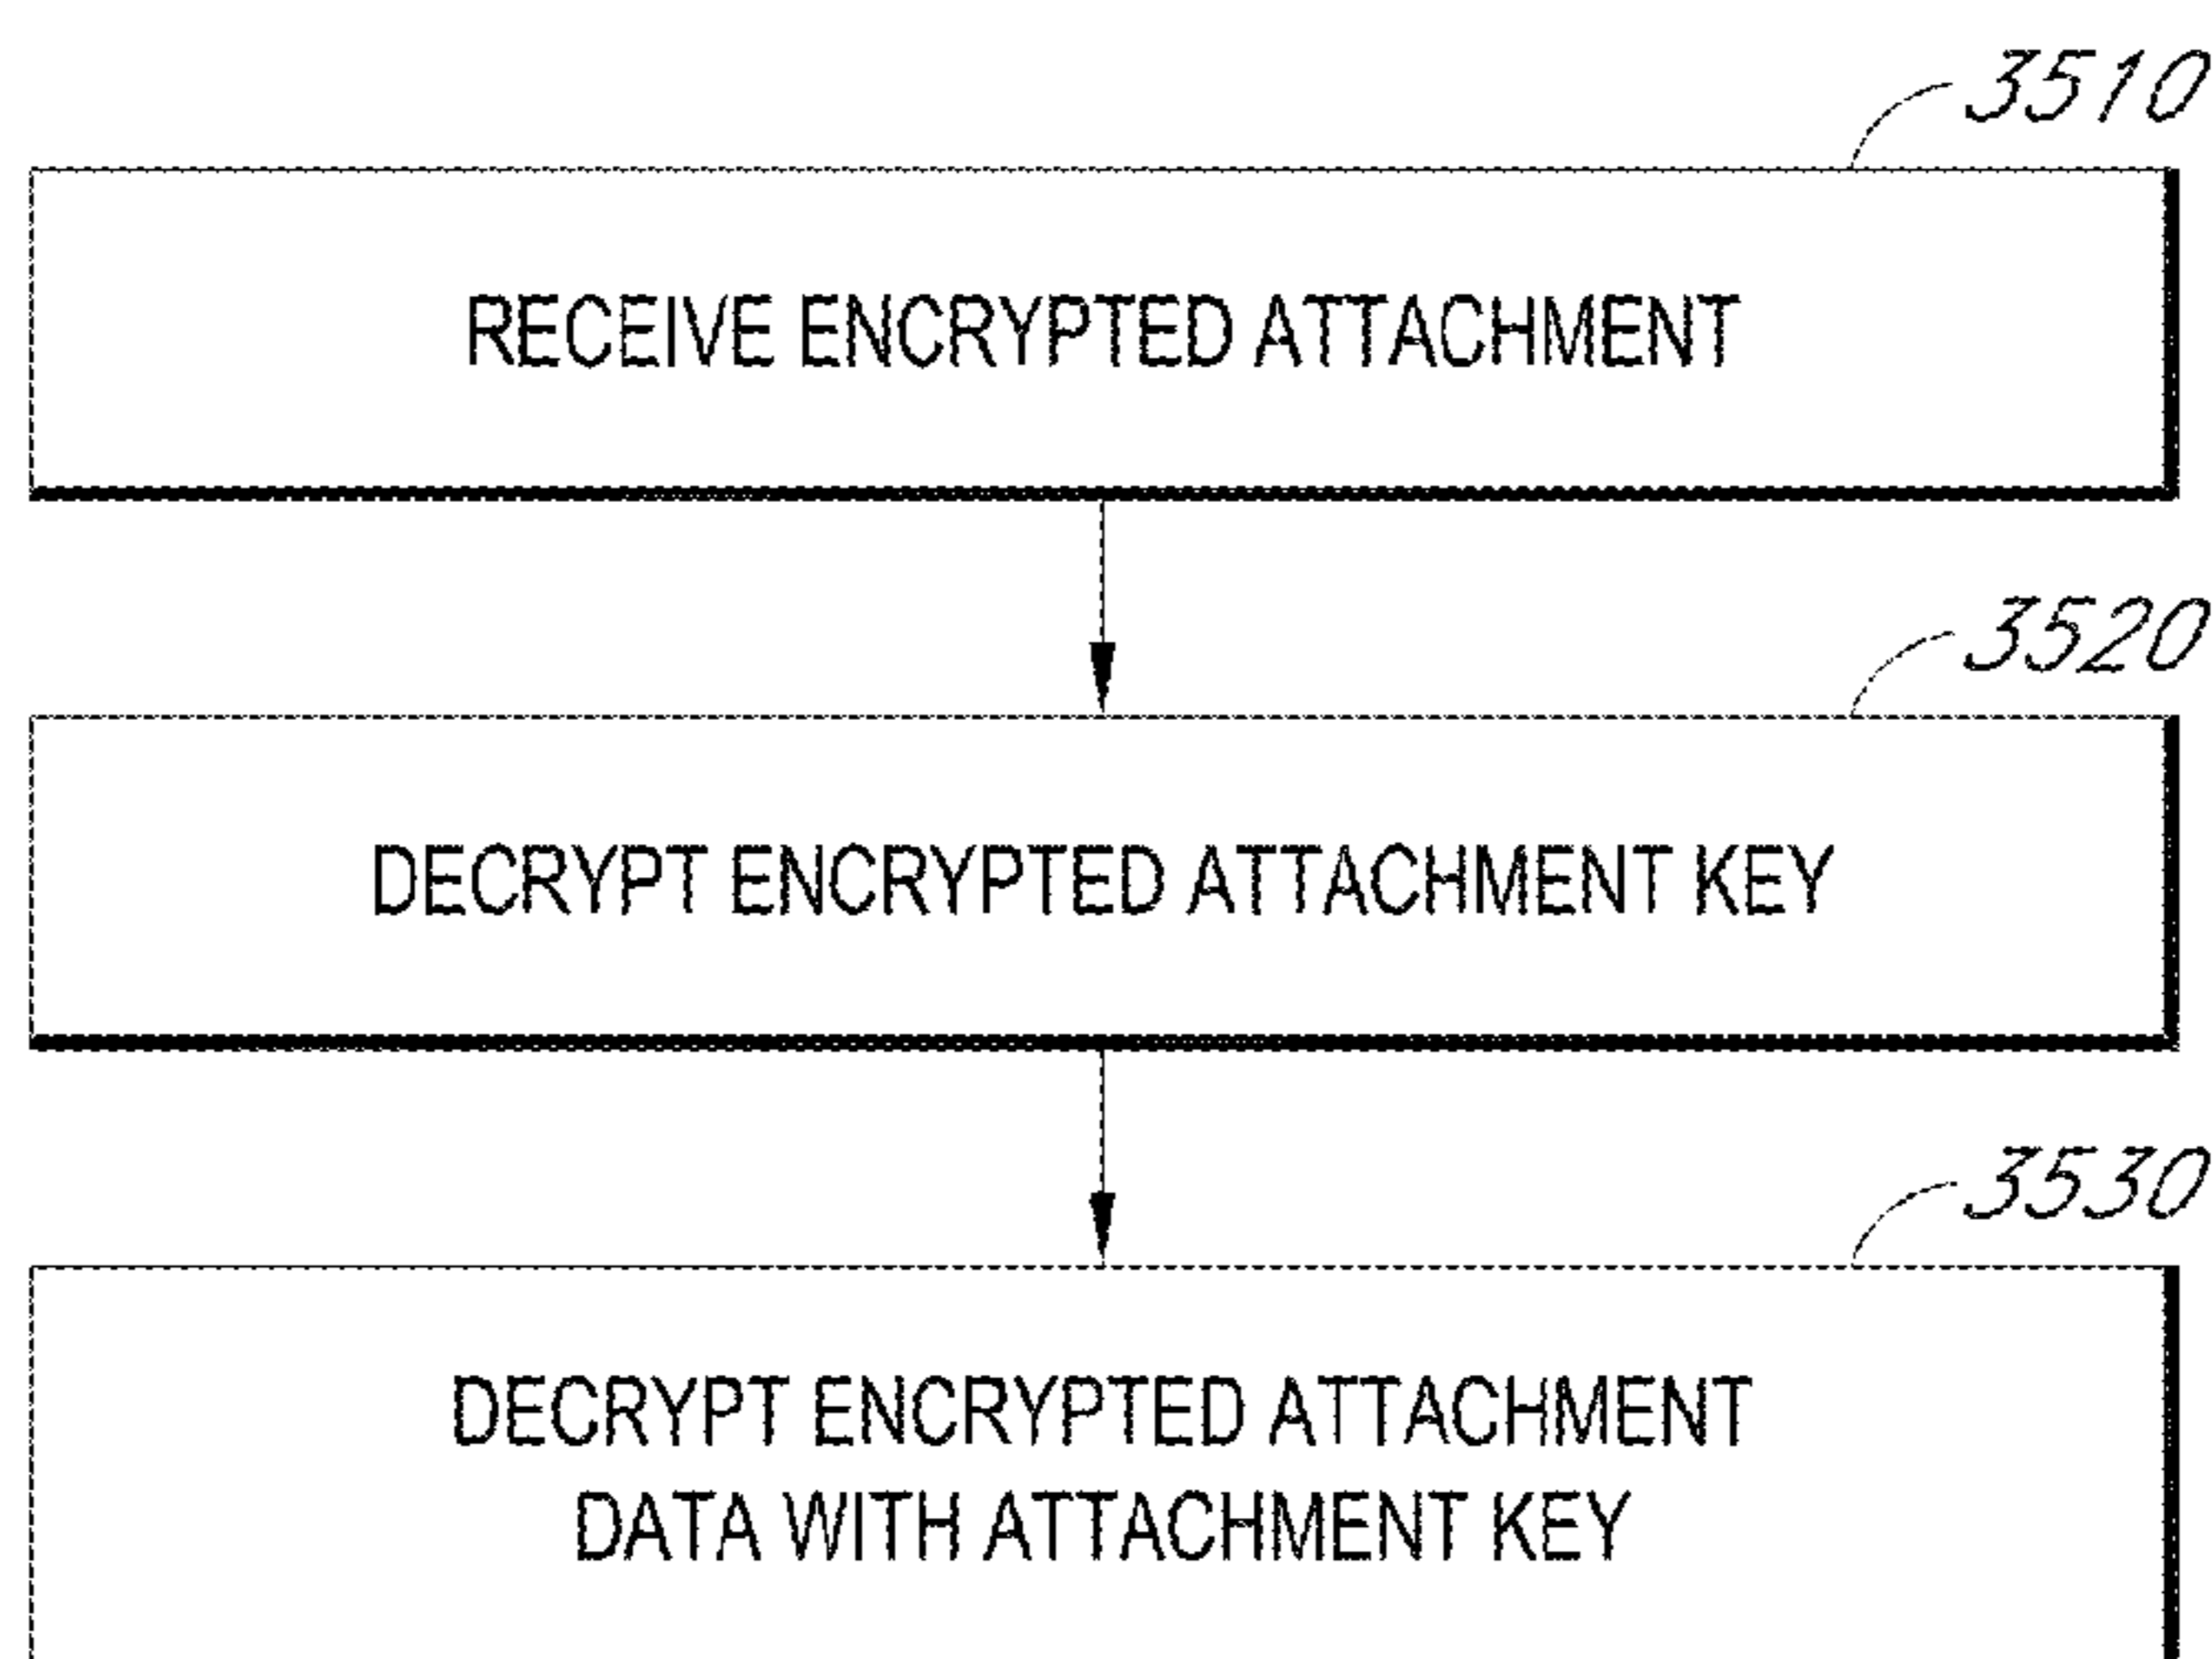 3510
RECEIVE ENCRYPTED ATTACHMENT
3520
DECRYPT ENCRYPTED ATTACHMENT KEY
3530
DECRYPT ENCRYPTED ATTACHMENT
DATA WITH ATTACHMENT KEY